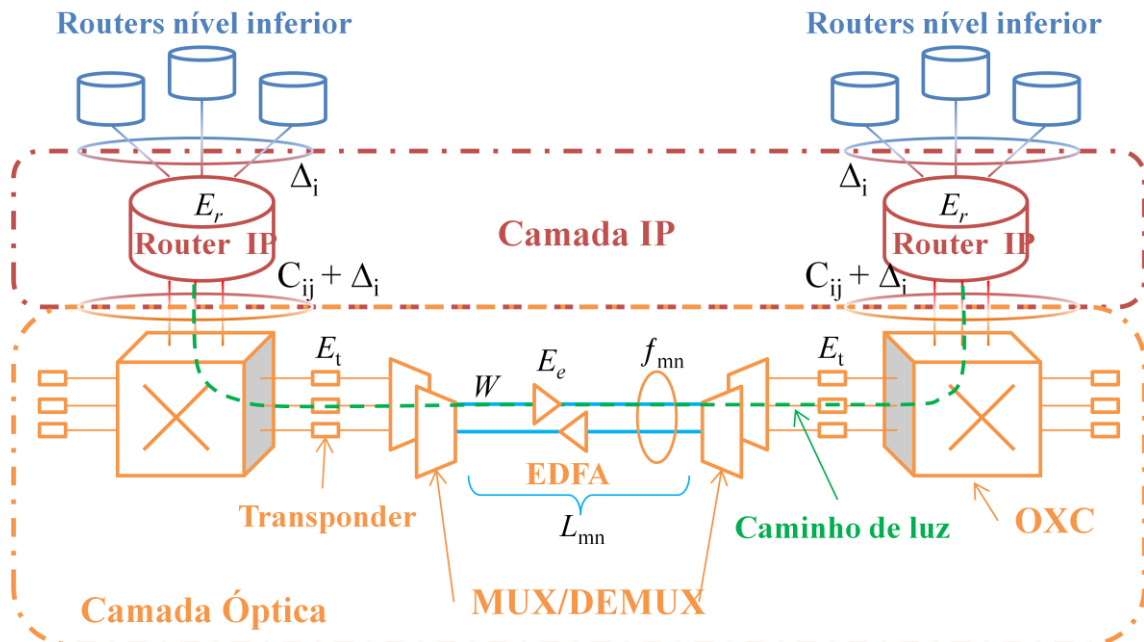 Routers nível inferior
Routers nível inferior
Δi
Δi
Er
Er
Router IP
Camada IP
Router IP
Cij + Δi
Cij + Δi
Et
W
Ee
fmn
Et
EDFA
Transponder
Lmn
Caminho de luz
OXC
MUX/DEMUX
Camada Óptica